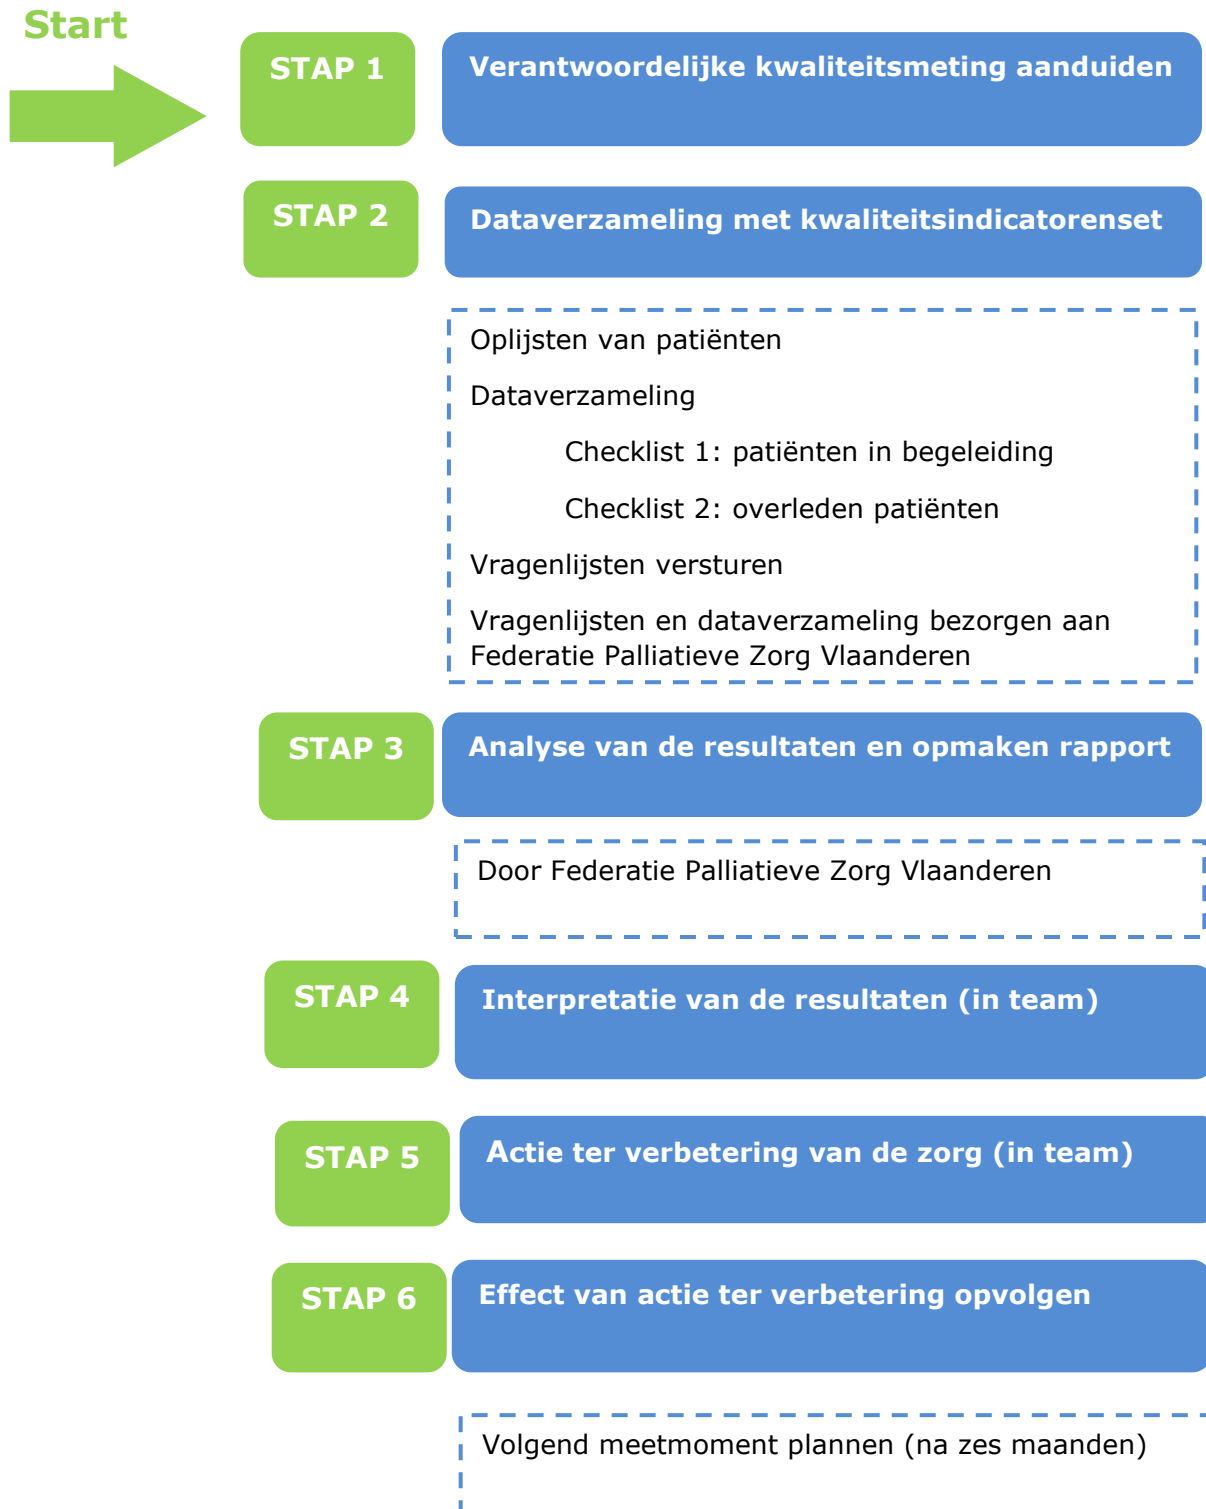 Start
STAP 1
Verantwoordelijke kwaliteitsmeting aanduiden
STAP 2
Dataverzameling met kwaliteitsindicatorenset
Oplijsten van patiënten
Dataverzameling
Checklist 1: patiënten in begeleiding
Checklist 2: overleden patiënten
Vragenlijsten versturen
Vragenlijsten en dataverzameling bezorgen aan
Federatie Palliatieve Zorg Vlaanderen
STAP 3
Analyse van de resultaten en opmaken rapport
Door Federatie Palliatieve Zorg Vlaanderen
STAP 4
Interpretatie van de resultaten (in team)
STAP 5
Actie ter verbetering van de zorg (in team)
STAP 6
Effect van actie ter verbetering opvolgen
Volgend meetmoment plannen (na zes maanden)